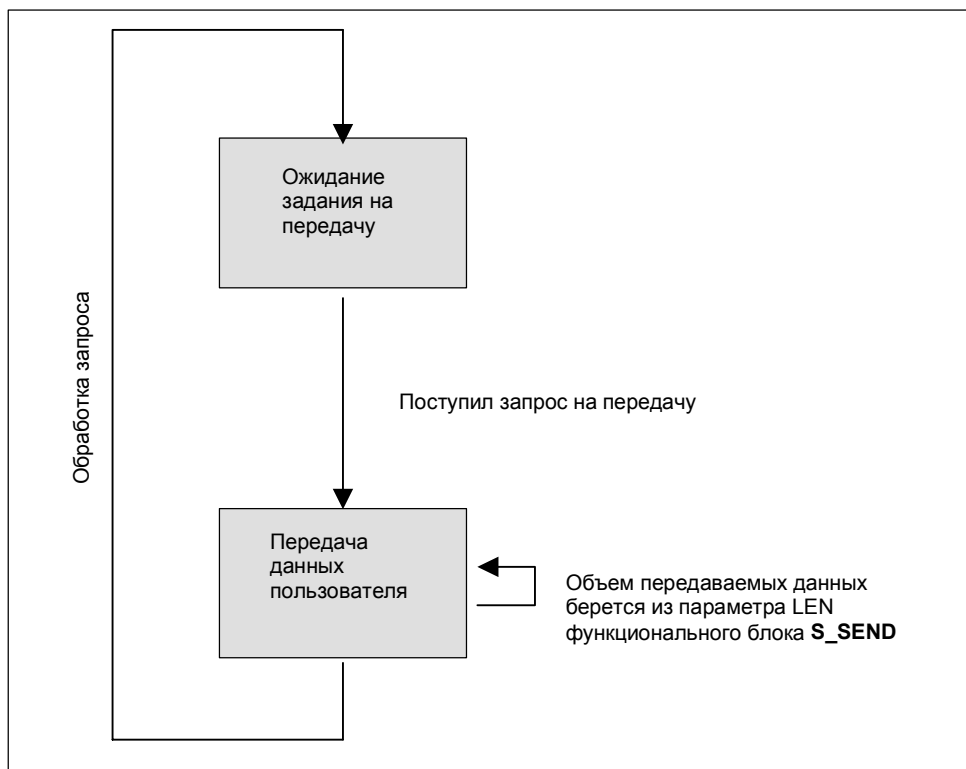 Ожидание
задания на
передачу
Обработка запроса
Поступил запрос на передачу
Передача
данных
пользователя
Объем передаваемых данных
берется из параметра LEN
функционального блока S_SEND